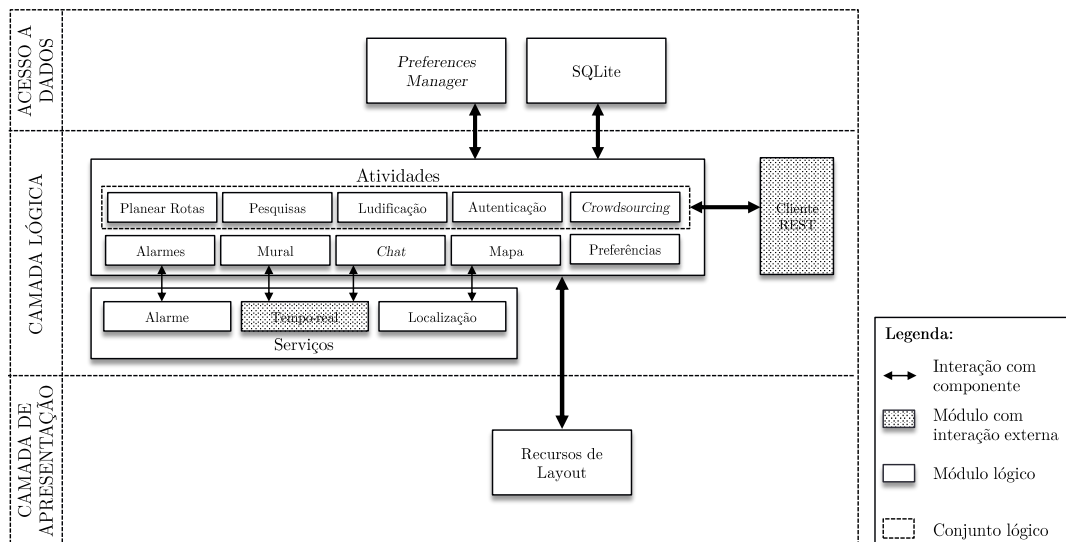 ACESSO A
DADOS
Preferences
Manager
SQLite
CAMADA LÓGICA
Atividades
Planear Rotas
Pesquisas
Ludificação
Autenticação
Crowdsourcing
Alarmes
Mural
Chat
Mapa
Preferências
Cliente
REST
Alarme
Tempo-real
Localização
Serviços
CAMADA DE
APRESENTAÇÃO
Recursos de
Layout
Legenda:
Interação com
componente
Módulo com
interação externa
Módulo lógico
Conjunto lógico